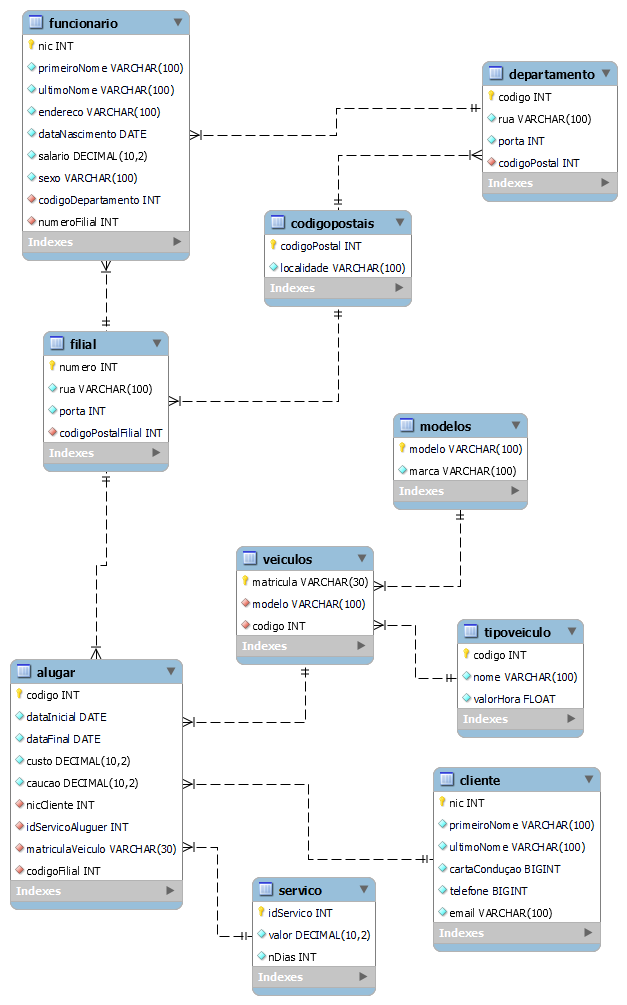 funcionario
nic INT
primeiroNome VARCHAR(100)
ultimoNome VARCHAR(100)
endereco VARCHAR(100)
dataNascimento DATE
salario DECIMAL(10,2)
sexo VARCHAR(100)
codigoDepartamento INT
numeroFilial INT
Indexes
departamento
codigo INT
rua VARCHAR(100)
porta INT
codigoPostal INT
Indexes
codigopostais
codigoPostal INT
localidade VARCHAR(100)
Indexes
filial
numero INT
rua VARCHAR(100)
porta INT
codigoPostalFilial INT
Indexes
modelos
modelo VARCHAR(100)
marca VARCHAR(100)
Indexes
veiculos
matricula VARCHAR(30)
modelo VARCHAR(100)
codigo INT
Indexes
tipoveiculo
codigo INT
nome VARCHAR(100)
valorHora FLOAT
Indexes
alugar
codigo INT
dataInicial DATE
dataFinal DATE
custo DECIMAL(10,2)
caucao DECIMAL(10,2)
nicCliente INT
idServicoAluguer INT
matriculaVeiculo VARCHAR(30)
codigoFilial INT
Indexes
cliente
nic INT
primeiroNome VARCHAR(100)
ultimoNome VARCHAR(100)
cartaConduçao BIGINT
telefone BIGINT
email VARCHAR(100)
Indexes
servico
idServico INT
valor DECIMAL(10,2)
nDias INT
Indexes